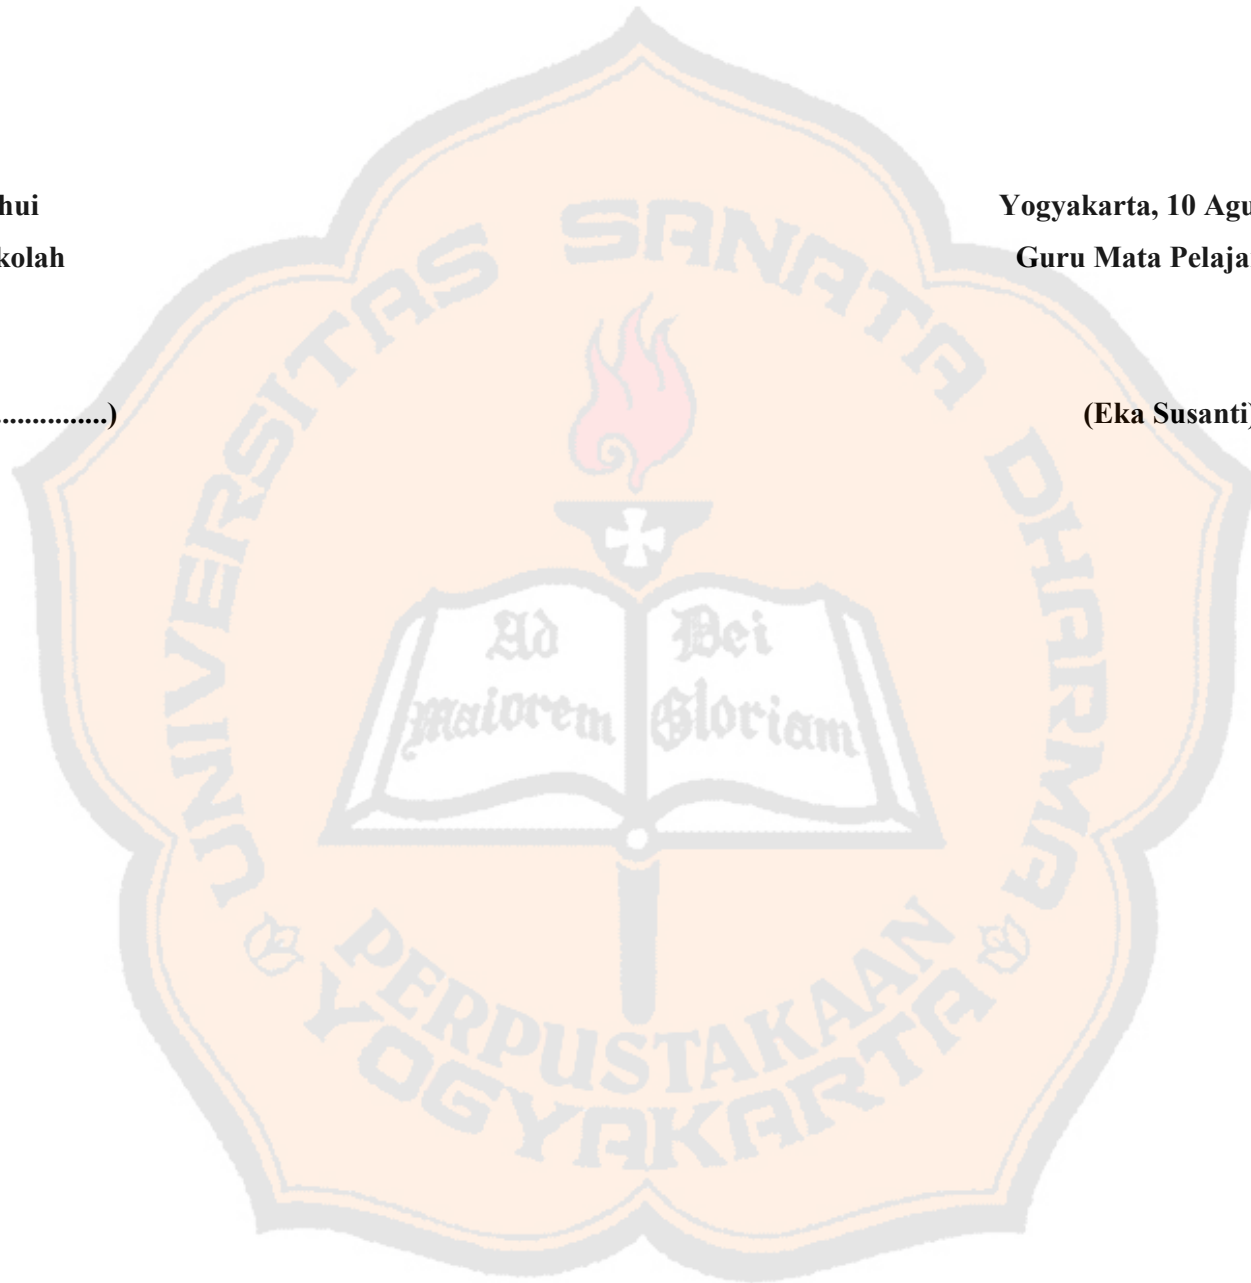 hui
kolah
...............)
Yogyakarta, 10 Agu
Guru Mata Pelaja
(Eka Susanti)
UNIVERSITAS SANATA DHARMA
Ad
Maiorem
Dei
Gloriam
PERPUSTAKAAN
YOGYAKARTA